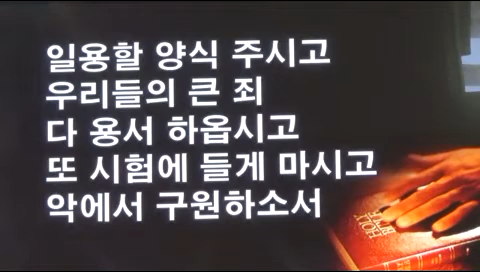 일용할 양식 주시고
우리들의 큰 죄
다 용서 하옵시고
또 시험에 들게 마시고
악에서 구원하소서
HOLY
BIBLE